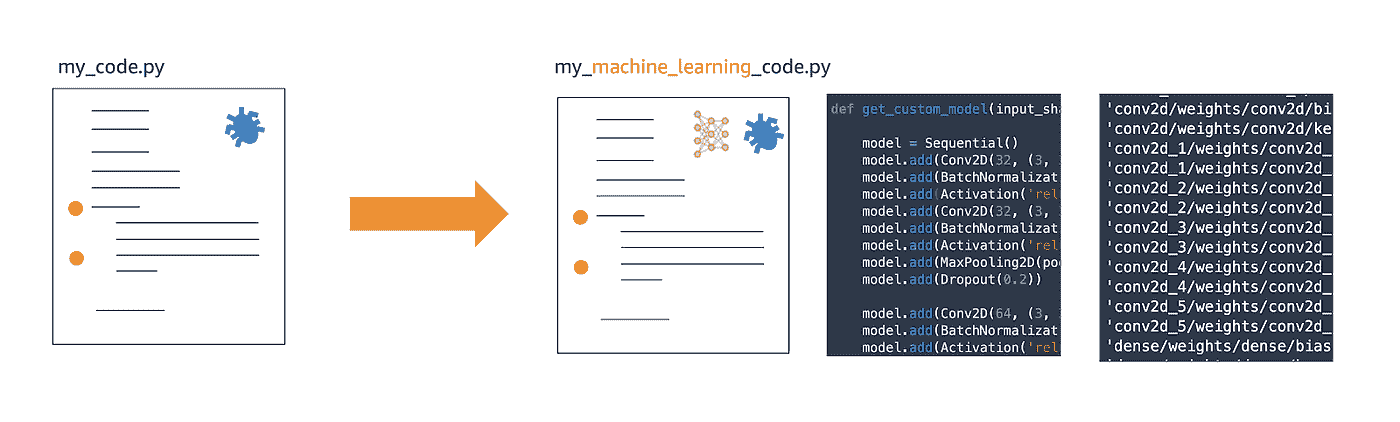 my_code.py
my_machine_learning_code.py
def get_custom_model(input_sha
model = Sequential()
model.add(Conv2D(32, (3,
model.add(BatchNormalizat
model.add(Activation('rel
model.add(Conv2D(32, (3,
model.add(BatchNormalizat
model.add(Activation('rel
model.add(MaxPooling2D(poo
model.add(Dropout(0.2))
model.add(Conv2D(64, (3,
model.add(BatchNormalizat
model.add(Activation('rel
'conv2d/weights/conv2d/bi
'conv2d/weights/conv2d/ke
'conv2d_1/weights/conv2d_
'conv2d_1/weights/conv2d_
'conv2d_2/weights/conv2d_
'conv2d_2/weights/conv2d_
'conv2d_3/weights/conv2d_
'conv2d_3/weights/conv2d_
'conv2d_4/weights/conv2d_
'conv2d_4/weights/conv2d_
'conv2d_5/weights/conv2d_
'conv2d_5/weights/conv2d_
'dense/weights/dense/bias